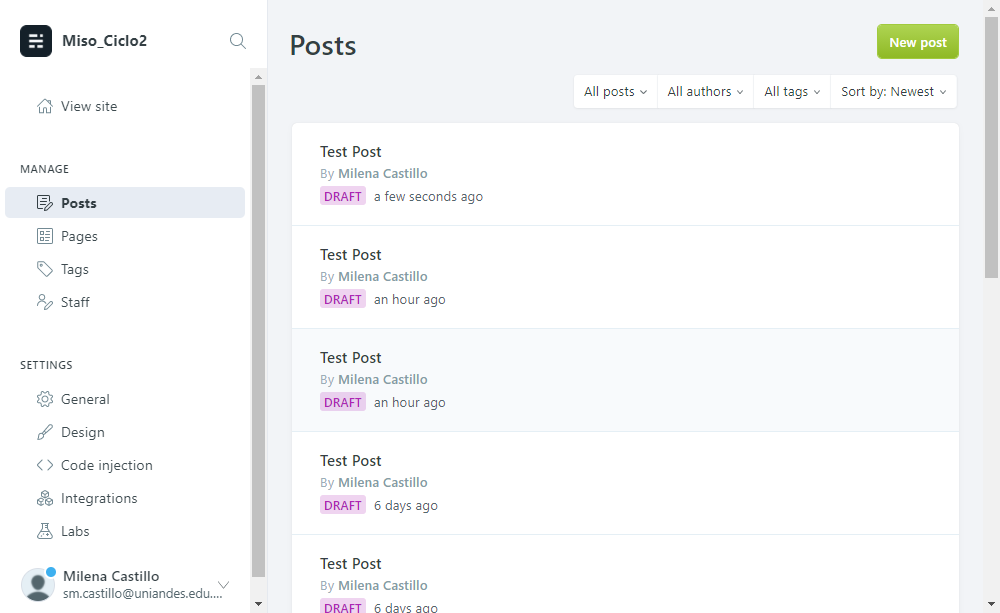 Miso_Ciclo2
View site
MANAGE
Posts
Pages
Tags
Staff
SETTINGS
General
Design
Code injection
Integrations
Labs
Milena Castillo
sm.castillo@uniandes.edu....
Posts
New post
All posts
All authors
All tags
Sort by: Newest
Test Post
By Milena Castillo
DRAFT a few seconds ago
Test Post
By Milena Castillo
DRAFT an hour ago
Test Post
By Milena Castillo
DRAFT an hour ago
Test Post
By Milena Castillo
DRAFT 6 days ago
Test Post
By Milena Castillo
DRAFT 6 days ago